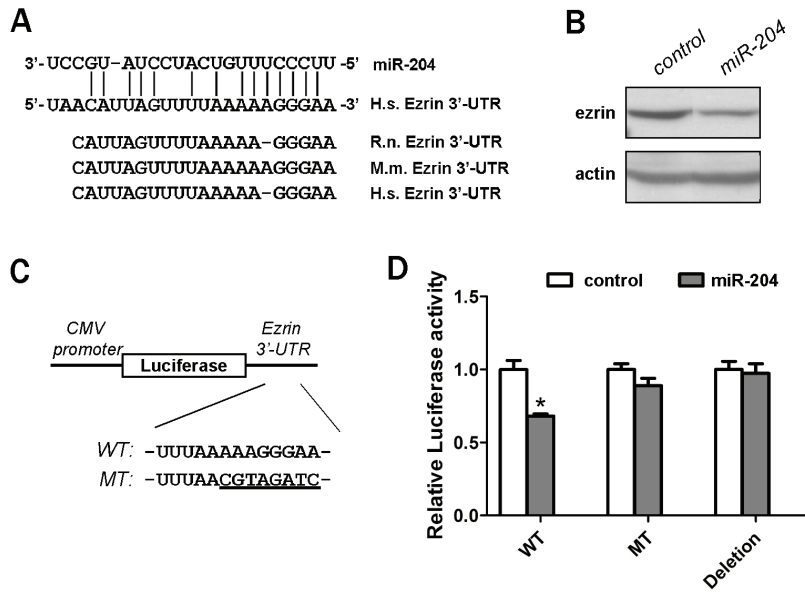 A
3'-UCCGU-AUCCUACUGUUUCCCUU-5' miR-204
5'-UAACAUUAGUUUUAAAAAGGGAA-3' H.s. Ezrin 3'-UTR
CAUUAGUUUUAAAAA-GGGAA R.n. Ezrin 3'-UTR
CAUUAGUUUUAAAAAAGGGAA M.m. Ezrin 3'-UTR
CAUUAGUUUUAAAAA-GGGAA H.s. Ezrin 3'-UTR
B
control miR-204
ezrin
actin
C
CMV promoter
Luciferase
Ezrin 3'-UTR
WT: -UUUAAAAAGGGAA-
MT: -UUUAACGTAGATC-
D
control miR-204
Relative Luciferase activity
1.5
1.0
0.5
0.0
*
WT MT Deletion